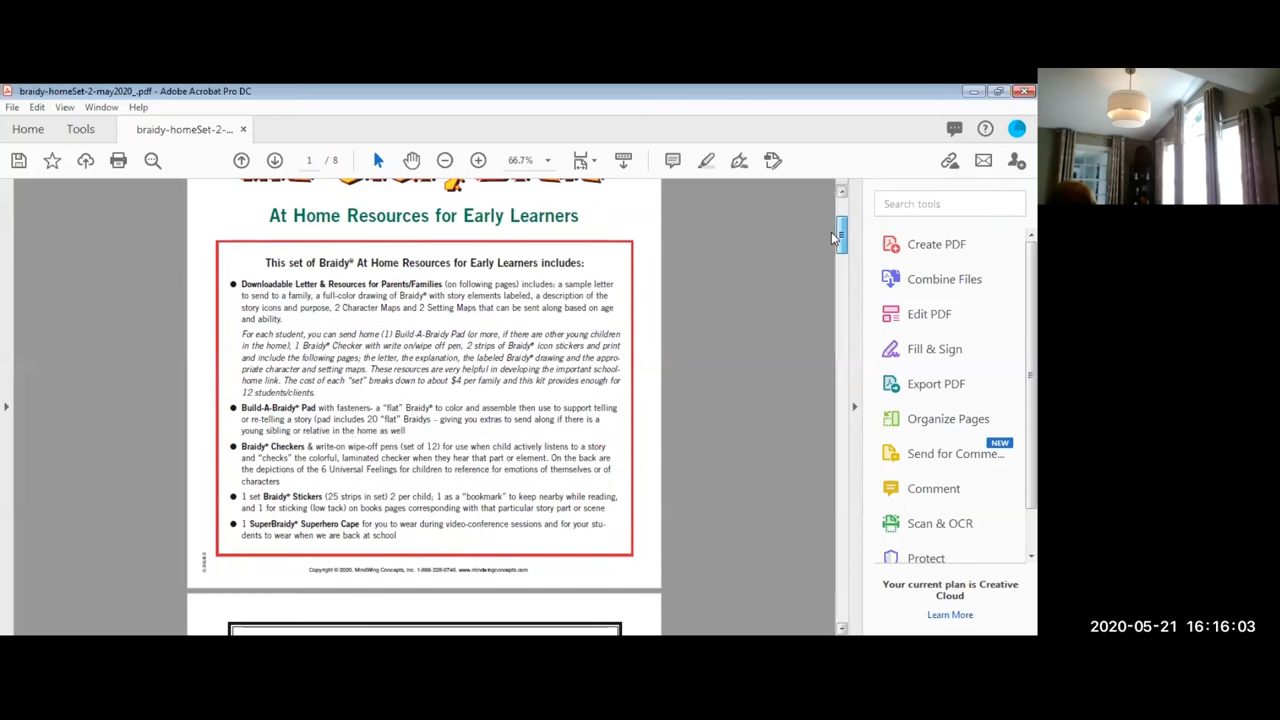 braidy-homeSet-2-may2020_.pdf - Adobe Acrobat Pro DC
File Edit View Window Help
Home Tools braidy-homeSet-2-... ×
1 / 8 66.7%
At Home Resources for Early Learners
This set of Braidy® At Home Resources for Early Learners includes:
● Downloadable Letter & Resources for Parents/Families (on following pages) includes: a sample letter
to send to a family, a full-color drawing of Braidy® with story elements labeled, a description of the
story icons and purpose, 2 Character Maps and 2 Setting Maps that can be sent along based on age
and ability.
For each student, you can send home (1) Build-A-Braidy Pad (or more, if there are other young children
in the home), 1 Braidy® Checker with write on/wipe off pen, 2 strips of Braidy® icon stickers and print
and include the following pages; the letter, the explanation, the labeled Braidy® drawing and the appro-
priate character and setting maps. These resources are very helpful in developing the important school-
home link. The cost of each "set" breaks down to about $4 per family and this kit provides enough for
12 students/clients.
● Build-A-Braidy® Pad with fasteners- a "flat" Braidy® to color and assemble then use to support telling
or re-telling a story (pad includes 20 "flat" Braidys – giving you extras to send along if there is a
young sibling or relative in the home as well
● Braidy® Checkers & write-on wipe-off pens (set of 12) for use when child actively listens to a story
and "checks" the colorful, laminated checker when they hear that part or element. On the back are
the depictions of the 6 Universal Feelings for children to reference for emotions of themselves or of
characters
● 1 set Braidy® Stickers (25 strips in set) 2 per child; 1 as a "bookmark" to keep nearby while reading,
and 1 for sticking (low tack) on books pages corresponding with that particular story part or scene
● 1 SuperBraidy® Superhero Cape for you to wear during video-conference sessions and for your stu-
dents to wear when we are back at school
Copyright © 2020. MindWing Concepts, Inc. 1-888-228-9746. www.mindwingconcepts.com
Search tools
Create PDF
Combine Files
Edit PDF
Fill & Sign
Export PDF
Organize Pages
NEW
Send for Comme...
Comment
Scan & OCR
Protect
Your current plan is Creative
Cloud
Learn More
2020-05-21 16:16:03